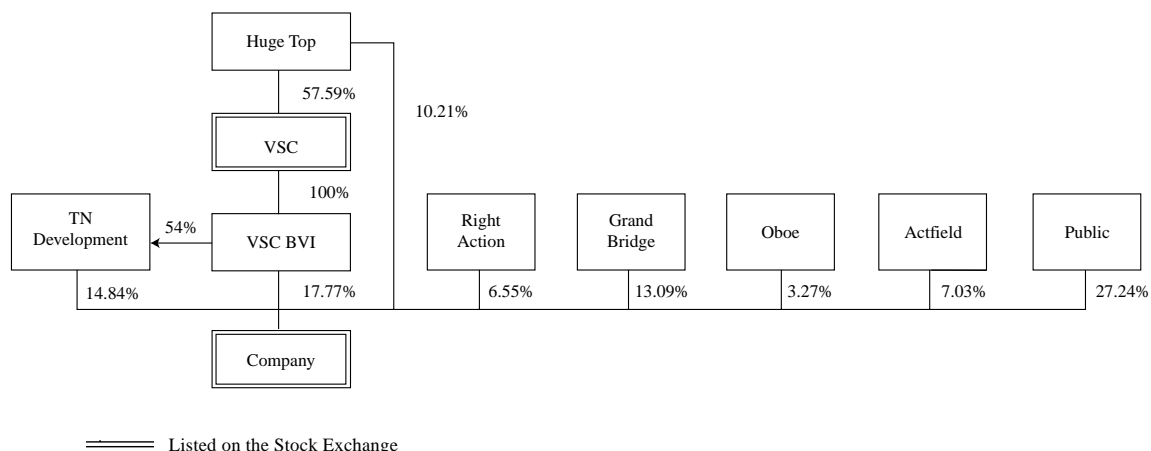 Huge Top
57.59%
10.21%
VSC
100%
TN
Development
54%
VSC BVI
Right
Action
Grand
Bridge
Oboe
Actfield
Public
14.84%
17.77%
6.55%
13.09%
3.27%
7.03%
27.24%
Company
Listed on the Stock Exchange